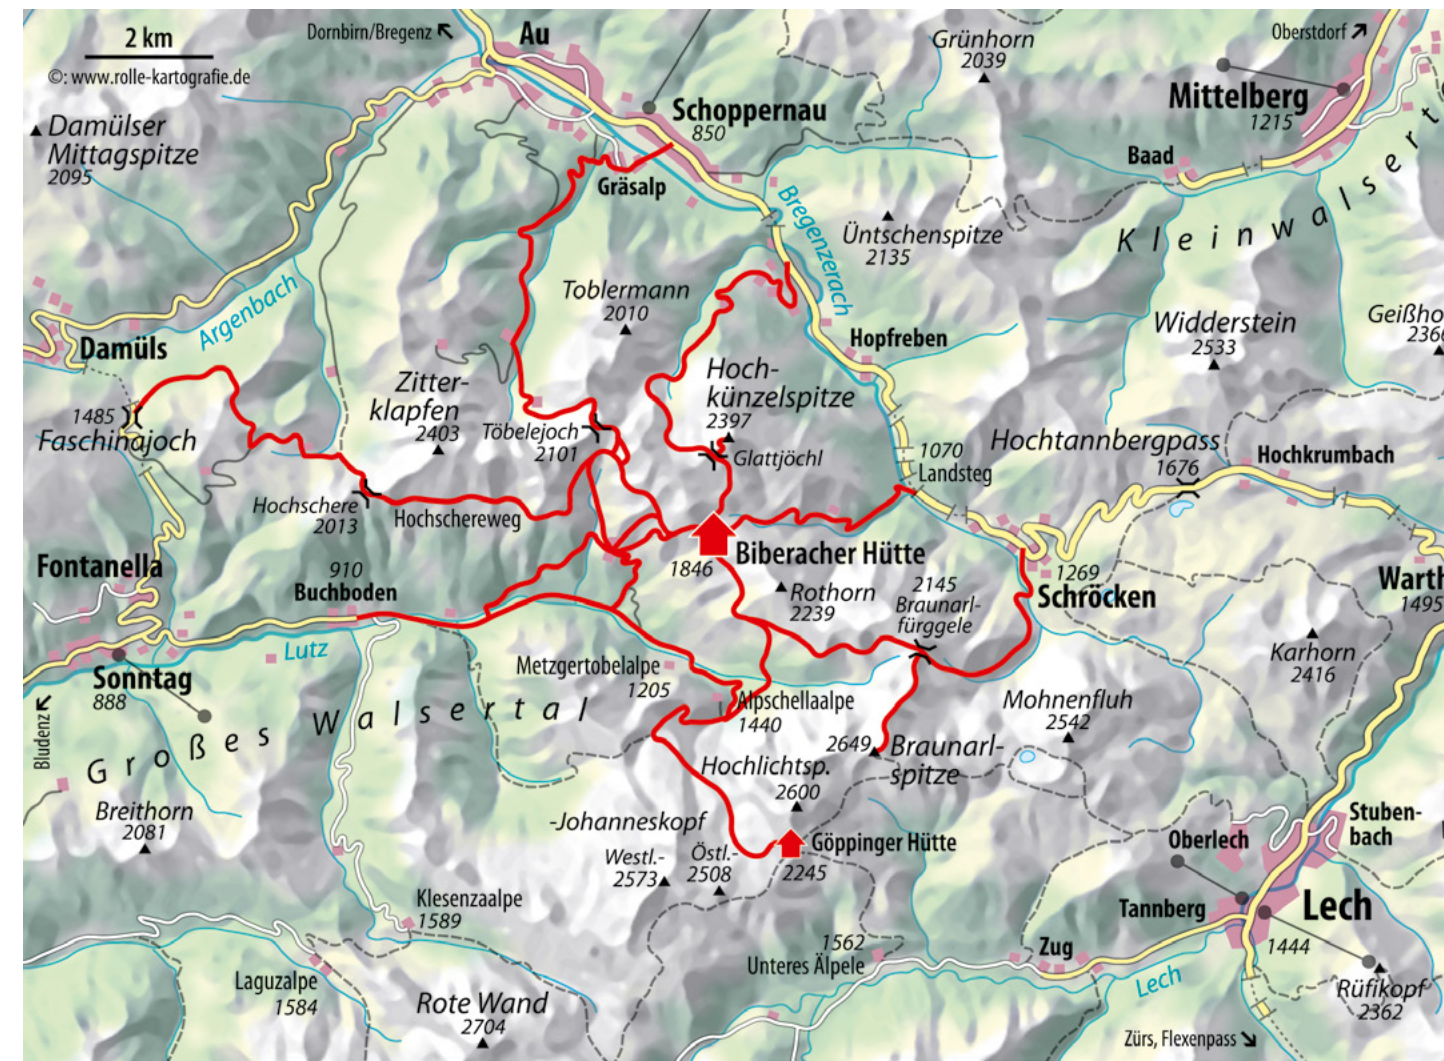 2 km
©: www.rolle-kartografie.de
Dornbirn/Bregenz
Au
Grünhorn
2039
Oberstdorf
Mittelberg
1215
Schoppernau
850
Damülser
Mittagspitze
2095
Baad
Gräsalp
Bregenzerach
Üntschenspitze
2135
Kleinwalsert
Argenbach
Toblermann
2010
Hopfreben
Widderstein
2533
Geißho
2366
Damüls
Zitter-
klapfen
2403
Hoch-
künzelspitze
2397
1485
Faschinajoch
Töbelejoch
2101
Glattjöchl
1070
Landsteg
Hochtannbergpass
1676
Hochkrumbach
Hochschere
2013
Hochschereweg
Fontanella
910
Buchboden
1846
Biberacher Hütte
Rothorn
2239
2145
Braunarl-
fürggele
1269
Schröcken
Warth
1495
Lutz
Sonntag
888
Metzgertobelalpe
1205
Alpschellaalpe
1440
Karhorn
2416
Mohnenfluh
2542
Bludenz
Großes Walsertal
2649
Braunarl-
spitze
Hochlichtsp.
2600
Breithorn
2081
-Johanneskopf
Westl.-
2573
Östl.-
2508
Göppinger Hütte
2245
Stuben-
bach
Oberlech
Klesenzaalpe
1589
Tannberg
Lech
1444
Zug
1562
Unteres Älpele
Laguzalpe
1584
Rote Wand
2704
Lech
Rüfikopf
2362
Zürs, Flexenpass